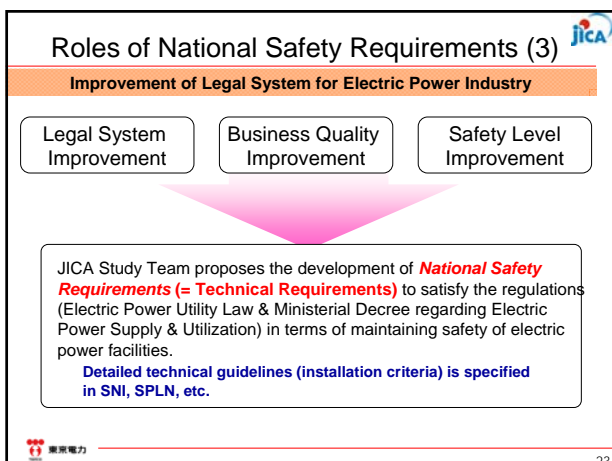 Roles of National Safety Requirements (3)
jICA
Improvement of Legal System for Electric Power Industry
Legal System
Improvement
Business Quality
Improvement
Safety Level
Improvement
JICA Study Team proposes the development of National Safety
Requirements (= Technical Requirements) to satisfy the regulations
(Electric Power Utility Law & Ministerial Decree regarding Electric
Power Supply & Utilization) in terms of maintaining safety of electric
power facilities.
Detailed technical guidelines (installation criteria) is specified
in SNI, SPLN, etc.
東京電力
23